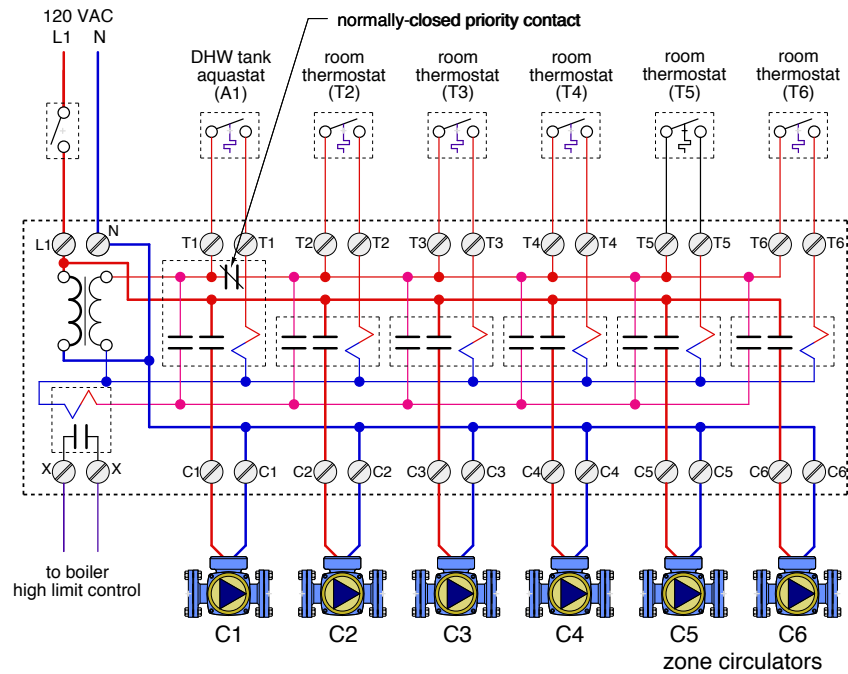 120 VAC
L1 N
normally-closed priority contact
DHW tank
aquastat
(A1)
room
thermostat
(T2)
room
thermostat
(T3)
room
thermostat
(T4)
room
thermostat
(T5)
room
thermostat
(T6)
L1 N T1 T1 T2 T2 T3 T3 T4 T4 T5 T5 T6 T6
X X C1 C1 C2 C2 C3 C3 C4 C4 C5 C5 C6 C6
to boiler
high limit control
C1 C2 C3 C4 C5 C6
zone circulators